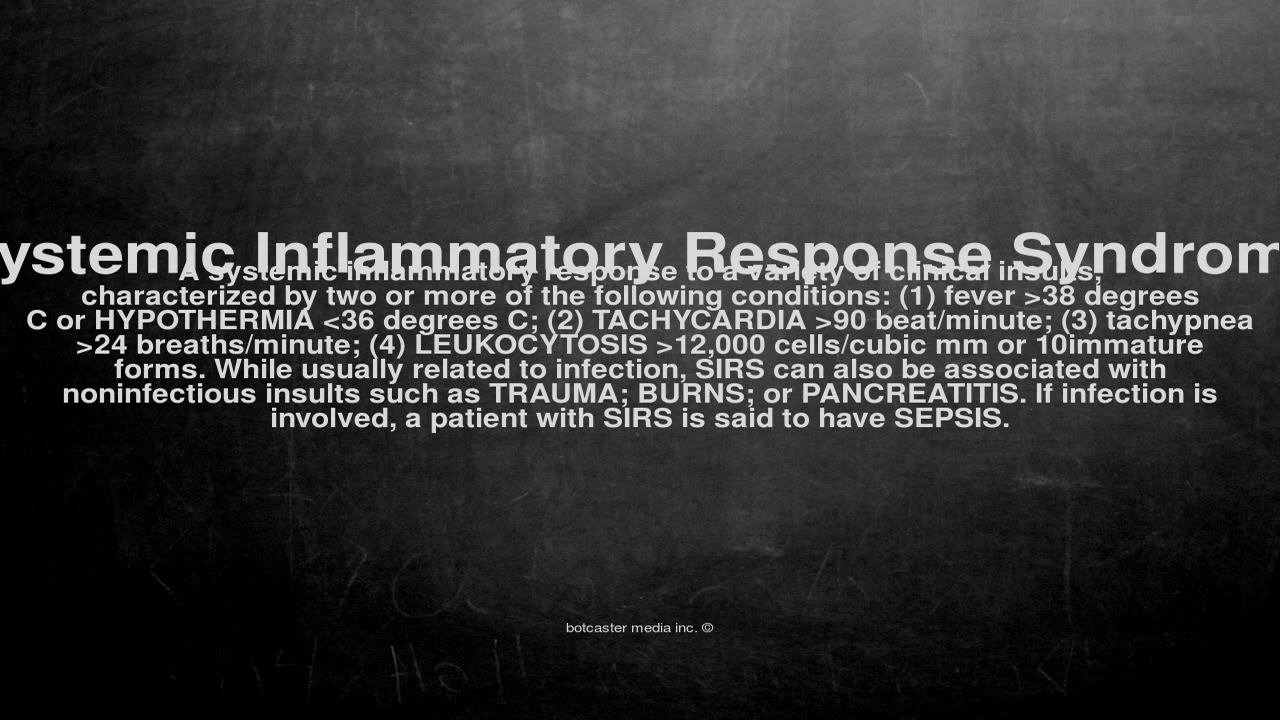 ystemic Inflammatory Response Syndrom
A systemic inflammatory response to a variety of clinical insults,
characterized by two or more of the following conditions: (1) fever >38 degrees
C or HYPOTHERMIA <36 degrees C; (2) TACHYCARDIA >90 beat/minute; (3) tachypnea
>24 breaths/minute; (4) LEUKOCYTOSIS >12,000 cells/cubic mm or 10immature
forms. While usually related to infection, SIRS can also be associated with
noninfectious insults such as TRAUMA; BURNS; or PANCREATITIS. If infection is
involved, a patient with SIRS is said to have SEPSIS.
botcaster media inc. ©